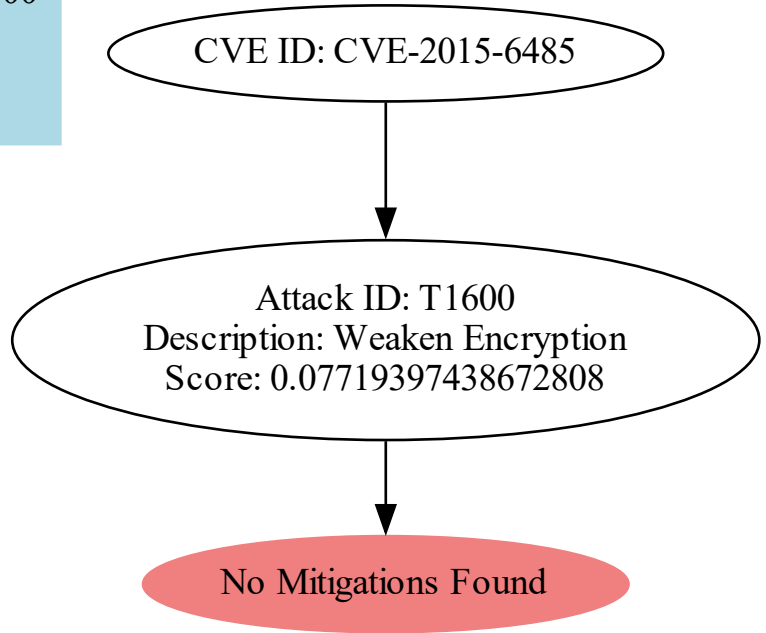 CVE ID: CVE-2015-6485
Attack ID: T1600
Description: Weaken Encryption
Score: 0.07719397438672808
No Mitigations Found